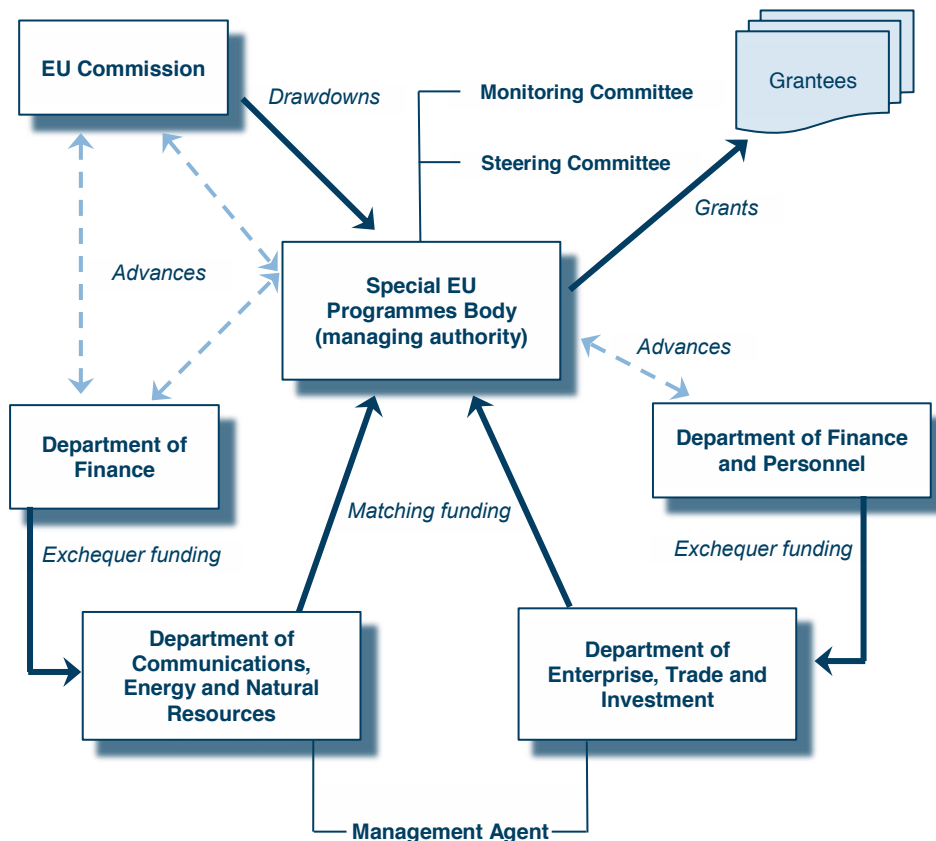 EU Commission
Drawdowns
Monitoring Committee
Grantees
Steering Committee
Grants
Advances
Special EU
Programmes Body
(managing authority)
Advances
Department of
Finance
Department of Finance
and Personnel
Matching funding
Exchequer funding
Exchequer funding
Department of
Communications,
Energy and Natural
Resources
Department of
Enterprise, Trade and
Investment
Management Agent